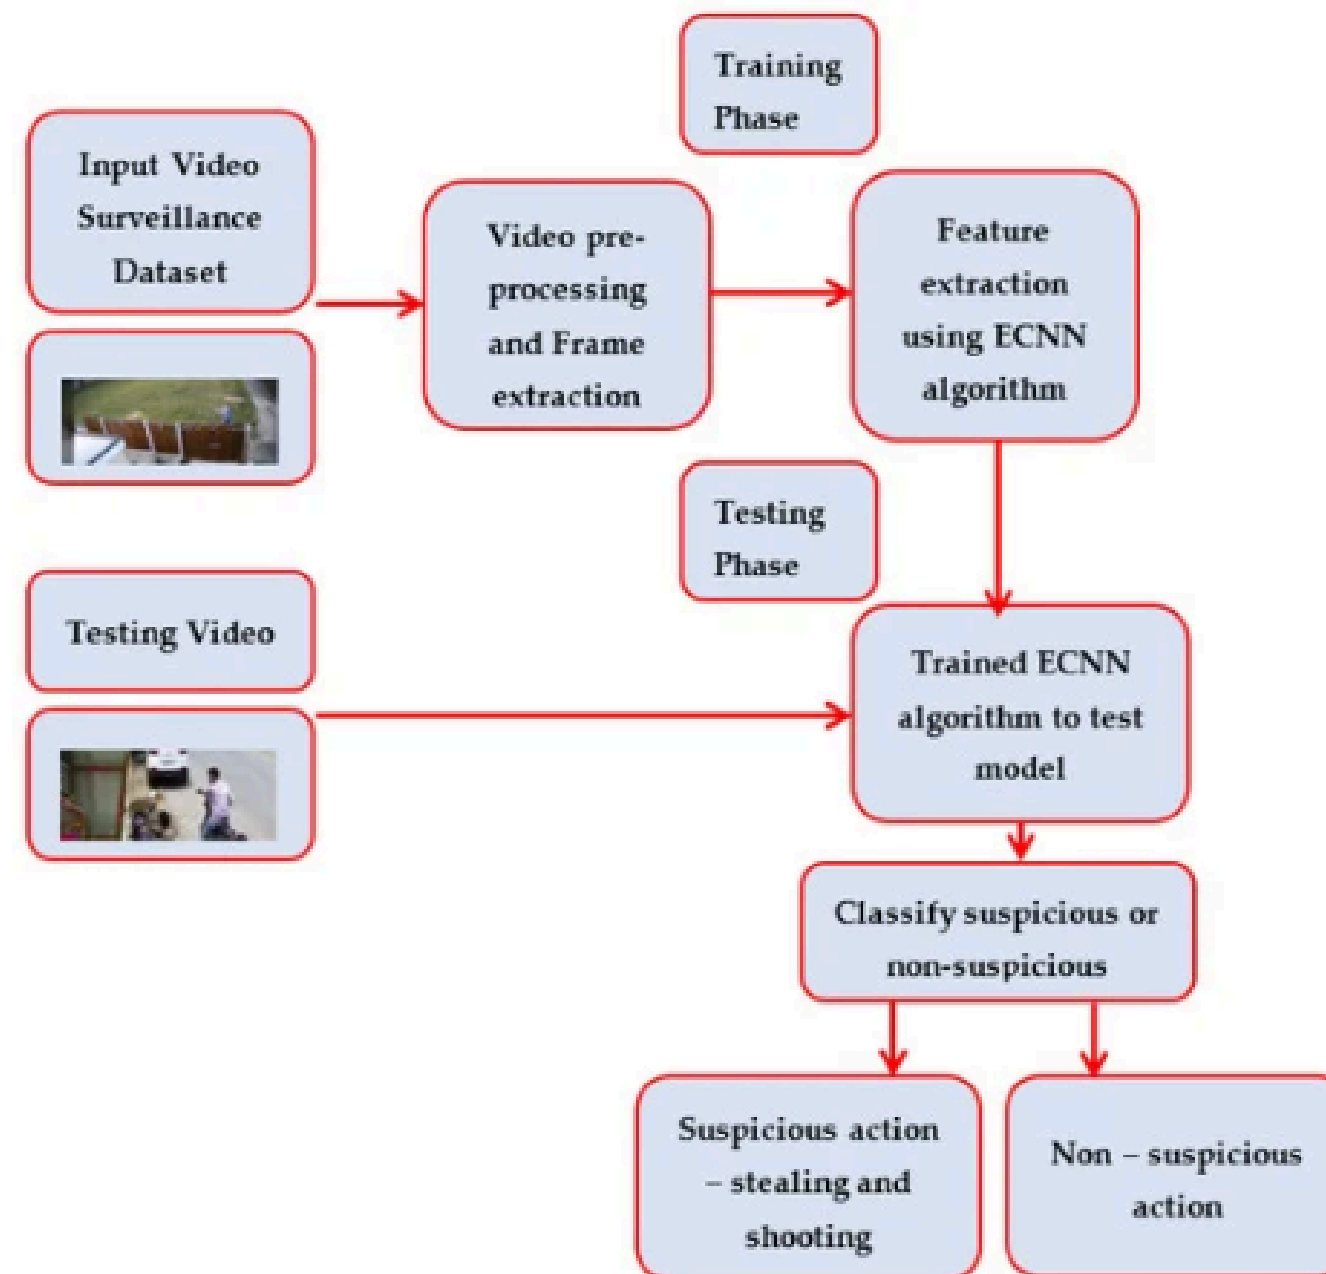 Training
Phase
Input Video
Surveillance
Dataset
Video pre-
processing
and Frame
extraction
Feature
extraction
using ECNN
algorithm
Testing
Phase
Testing Video
Trained ECNN
algorithm to test
model
Classify suspicious or
non-suspicious
Suspicious action
– stealing and
shooting
Non – suspicious
action